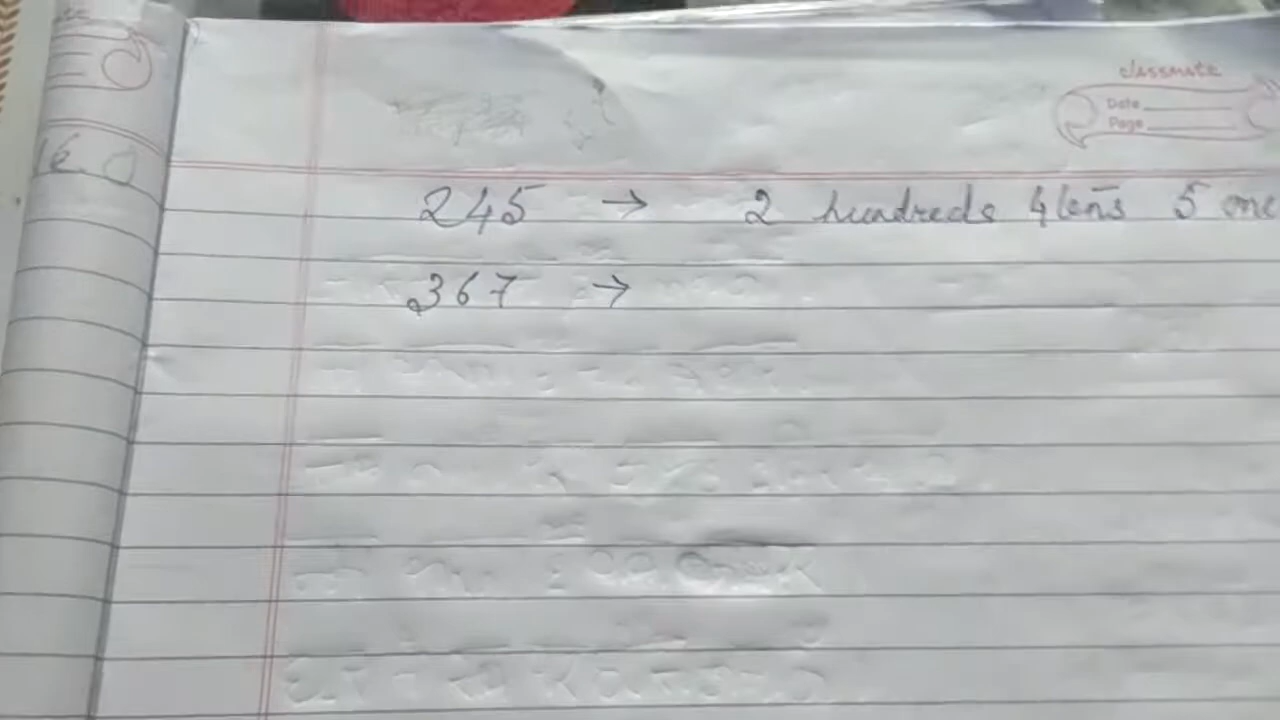 classmate
Date
Page
245 → 2 hundreds 4 tens 5 one
367 →